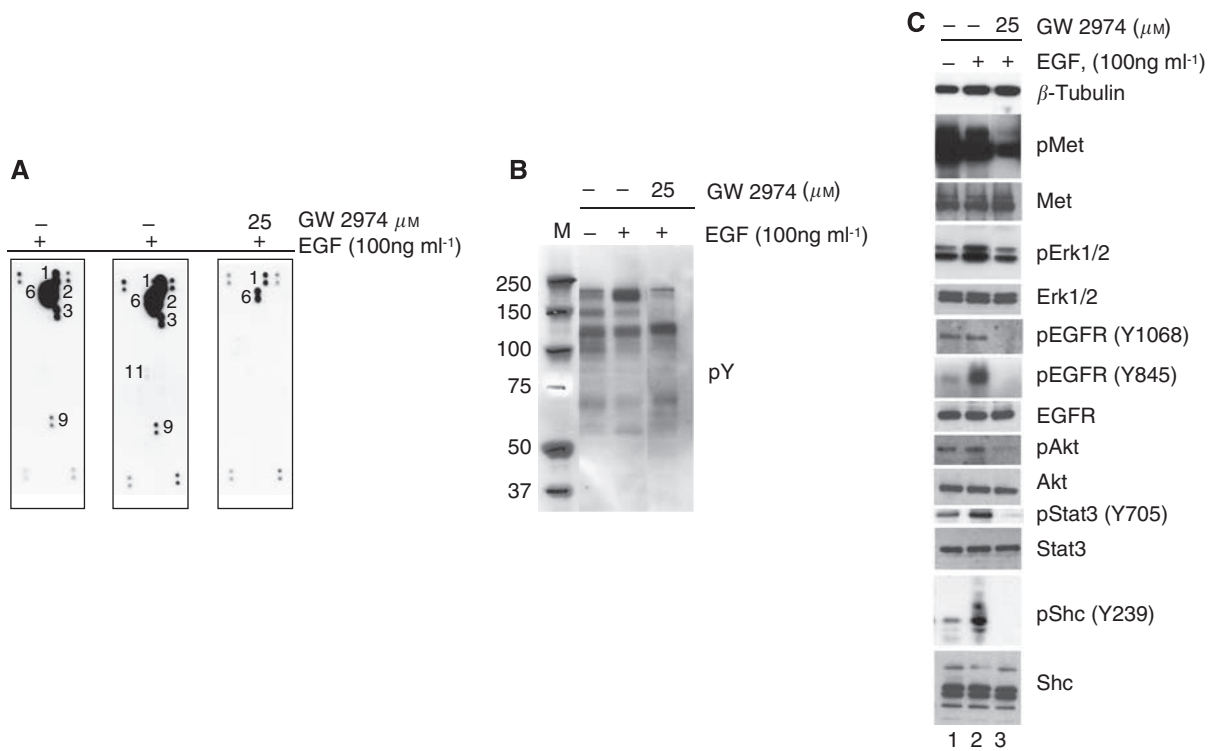 A
– – 25 GW 2974 μM
+ + + EGF (100ng ml-1)
1
6 2
3
9
1
6 2
3
11
9
1
6
B
– – 25 GW 2974 (μM)
M – + + EGF (100ng ml-1)
250
150
100
75
50
37
pY
C
– – 25 GW 2974 (μM)
– + + EGF, (100ng ml-1)
β-Tubulin
pMet
Met
pErk1/2
Erk1/2
pEGFR (Y1068)
pEGFR (Y845)
EGFR
pAkt
Akt
pStat3 (Y705)
Stat3
pShc (Y239)
Shc
1 2 3